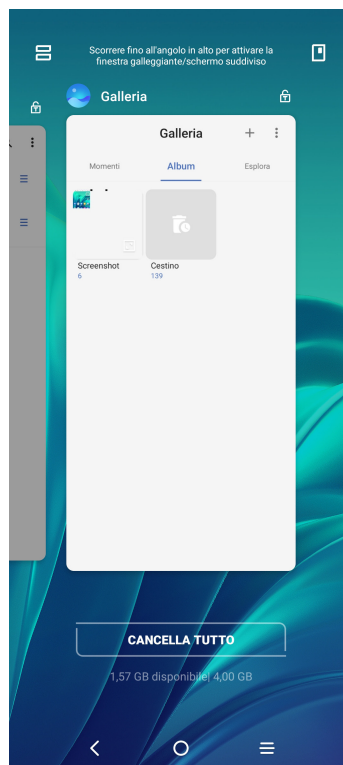 Scorrere fino all'angolo in alto per attivare la
finestra galleggiante/schermo suddiviso
Galleria
Galleria
Momenti
Album
Esplora
Screenshot
6
Cestino
139
CANCELLA TUTTO
1,57 GB disponibile| 4,00 GB